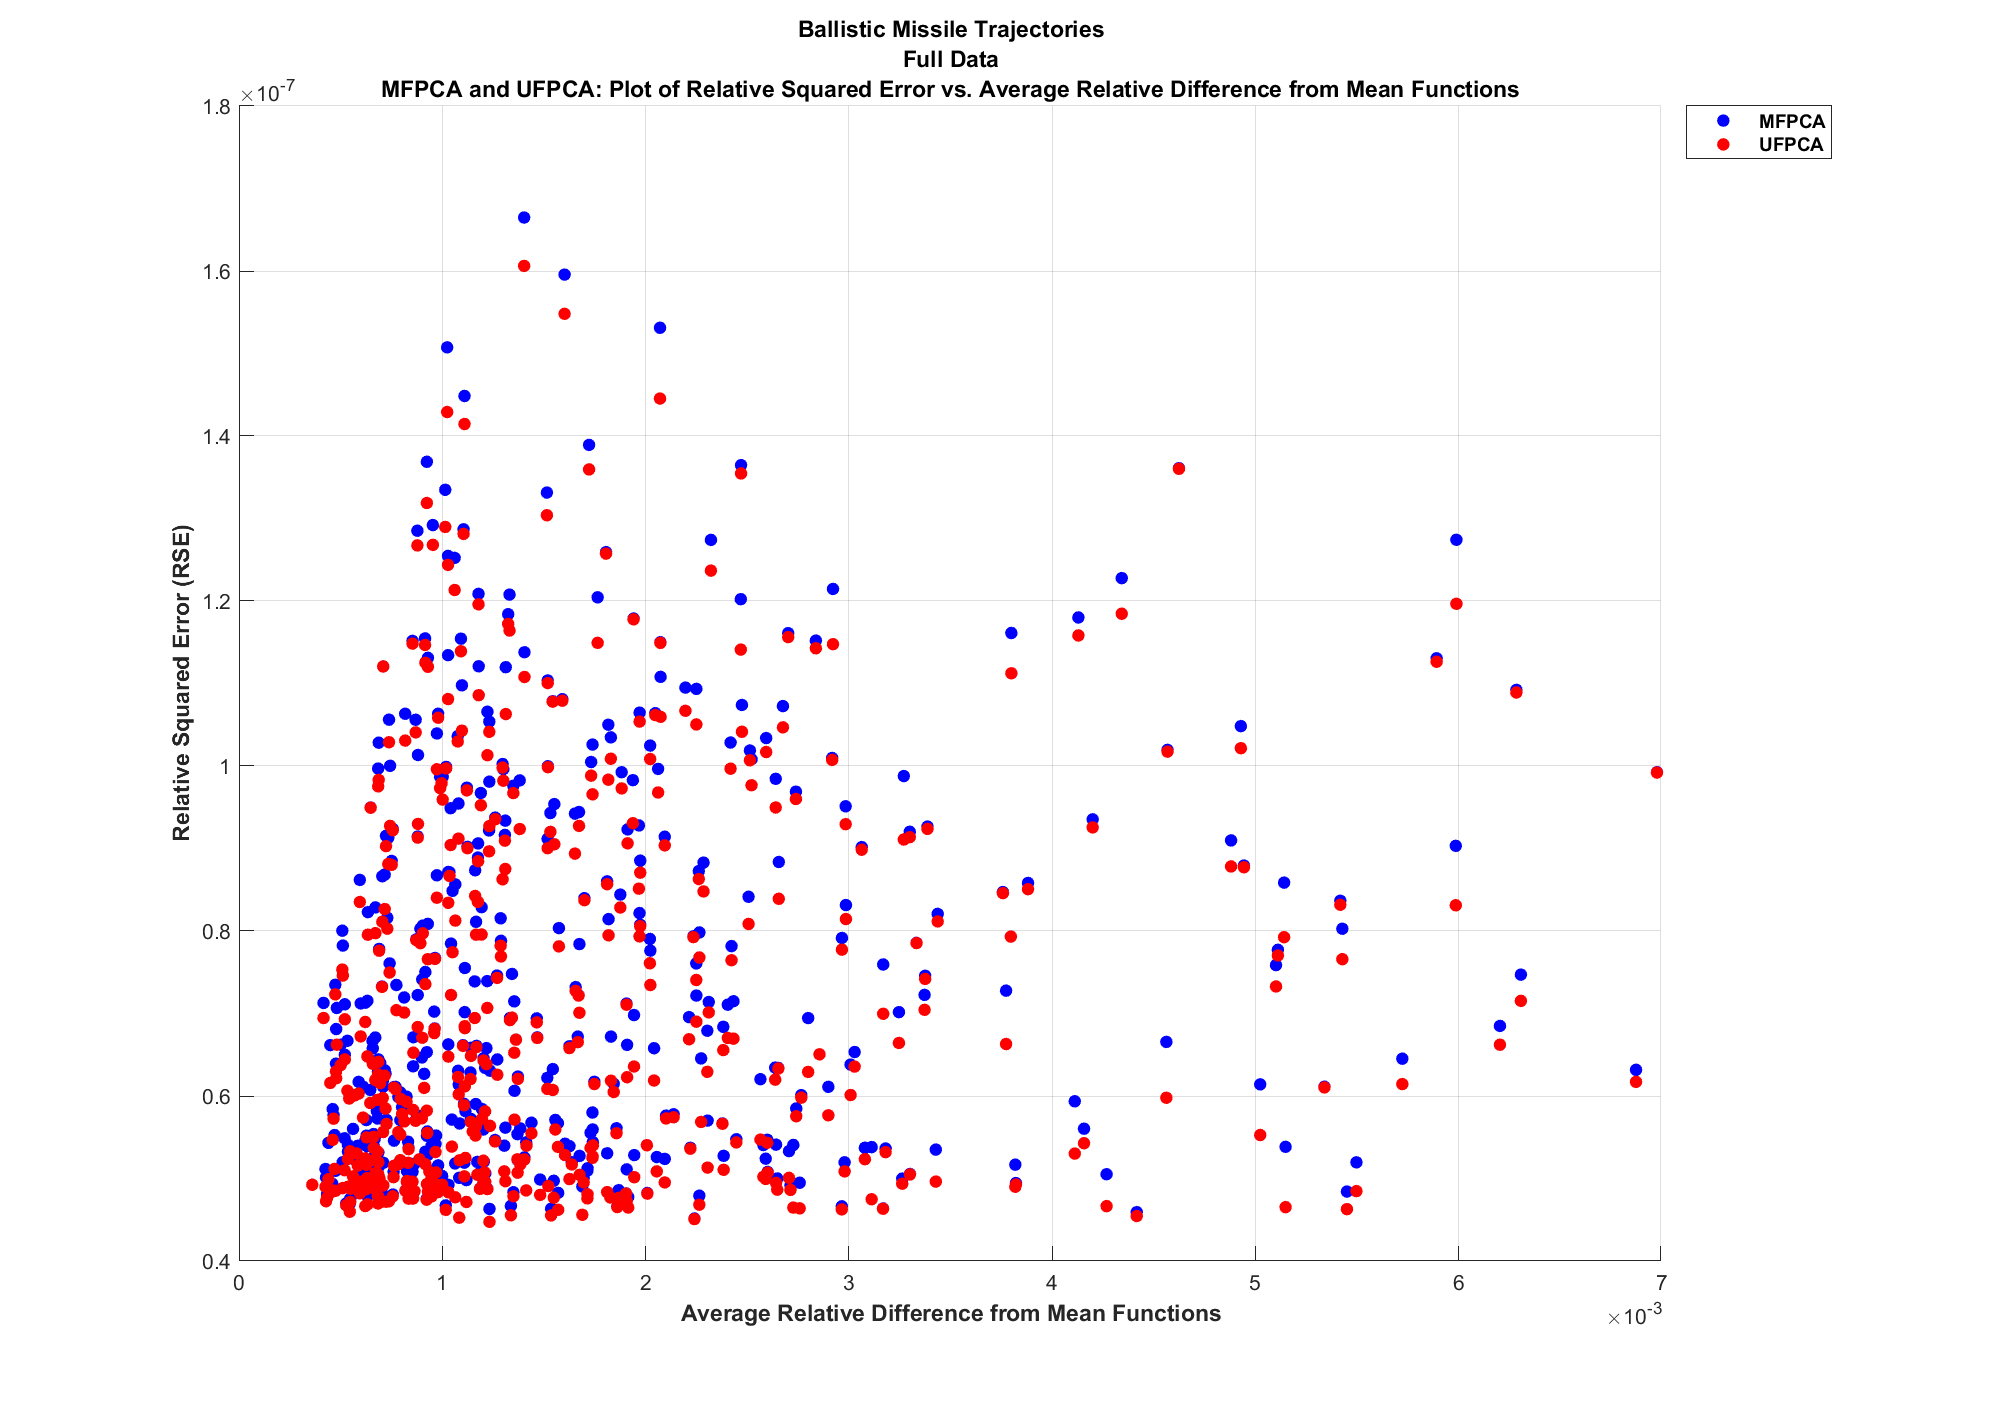 Ballistic Missile Trajectories
Full Data
MFPCA and UFPCA: Plot of Relative Squared Error vs. Average Relative Difference from Mean Functions
×10-7
1.8
1.6
1.4
1.2
1
0.8
0.6
0.4
Relative Squared Error (RSE)
MFPCA
UFPCA
0 1 2 3 4 5 6 7
Average Relative Difference from Mean Functions
×10-3